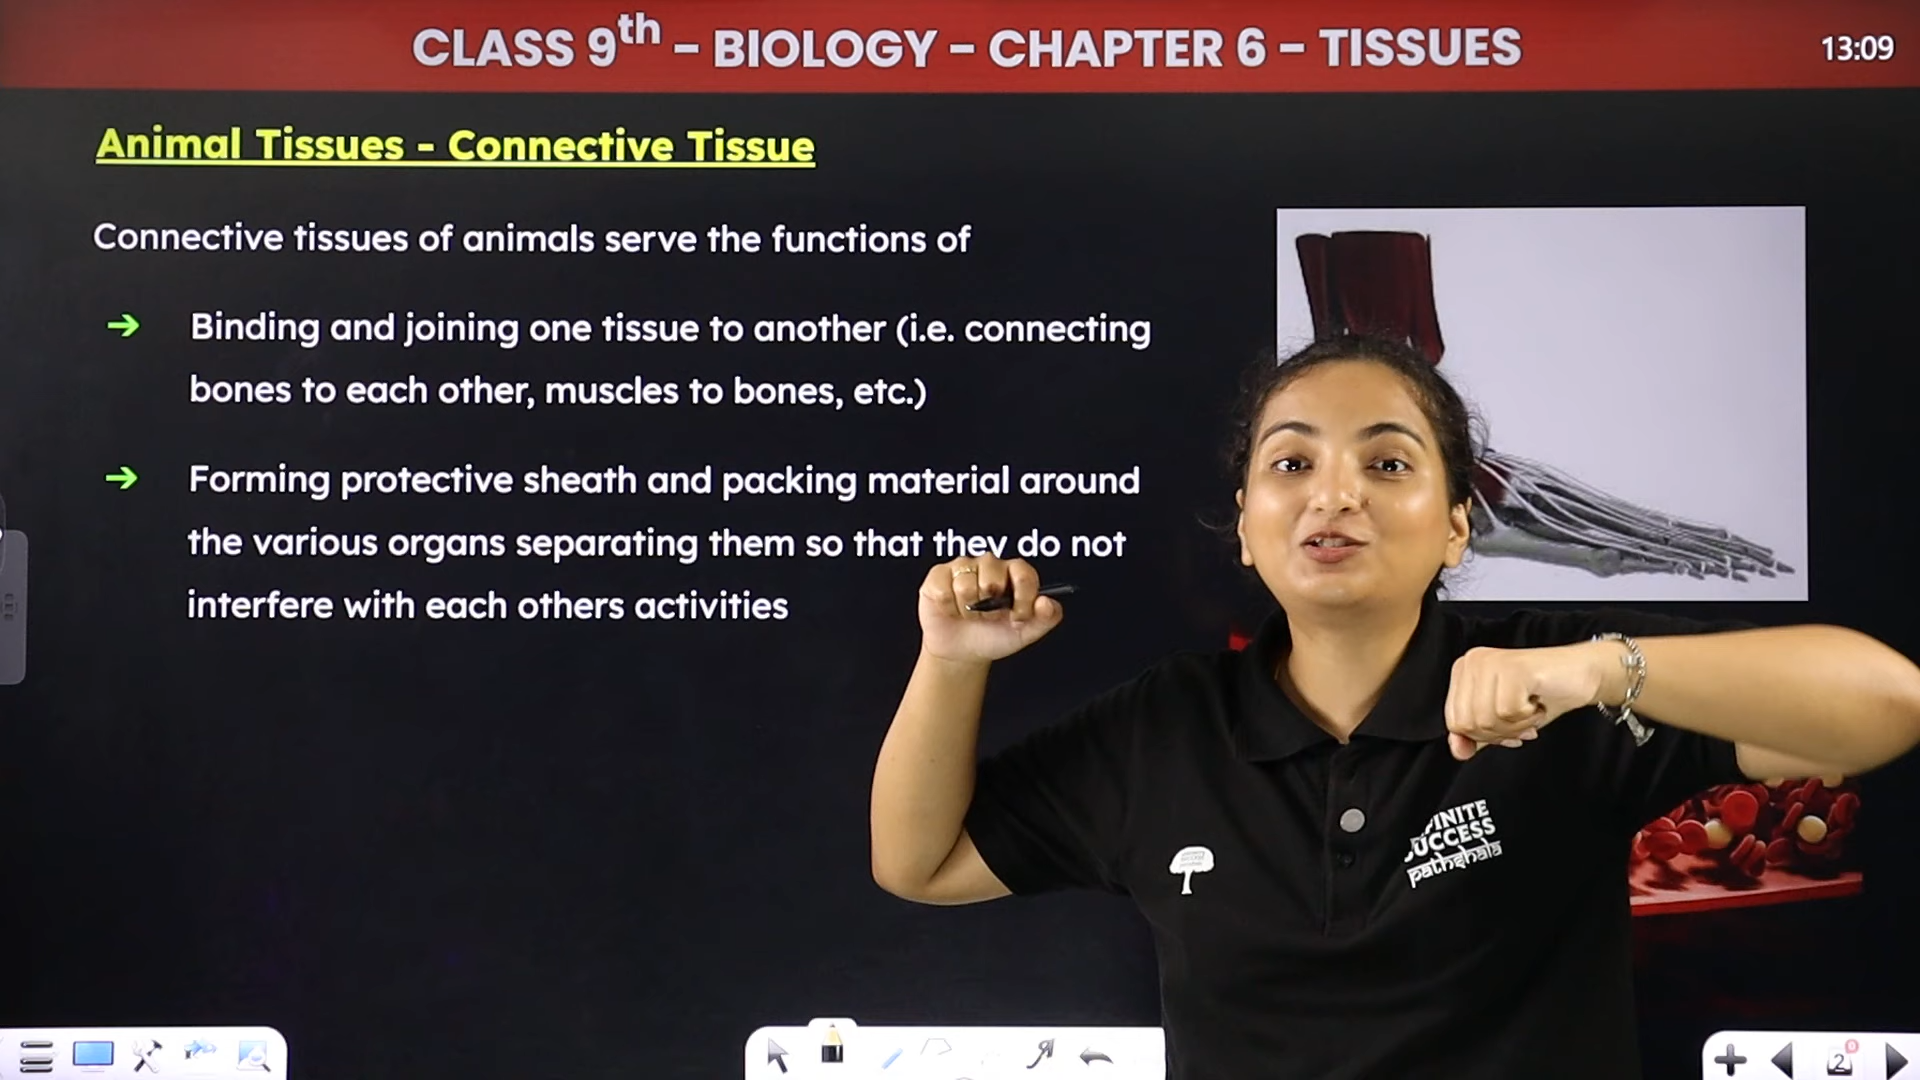 CLASS 9th - BIOLOGY - CHAPTER 6 - TISSUES
13:09
Animal Tissues - Connective Tissue
Connective tissues of animals serve the functions of
→ Binding and joining one tissue to another (i.e. connecting
bones to each other, muscles to bones, etc.)
→ Forming protective sheath and packing material around
the various organs separating them so that they do not
interfere with each others activities
SUCCESS
pathshala
2
0